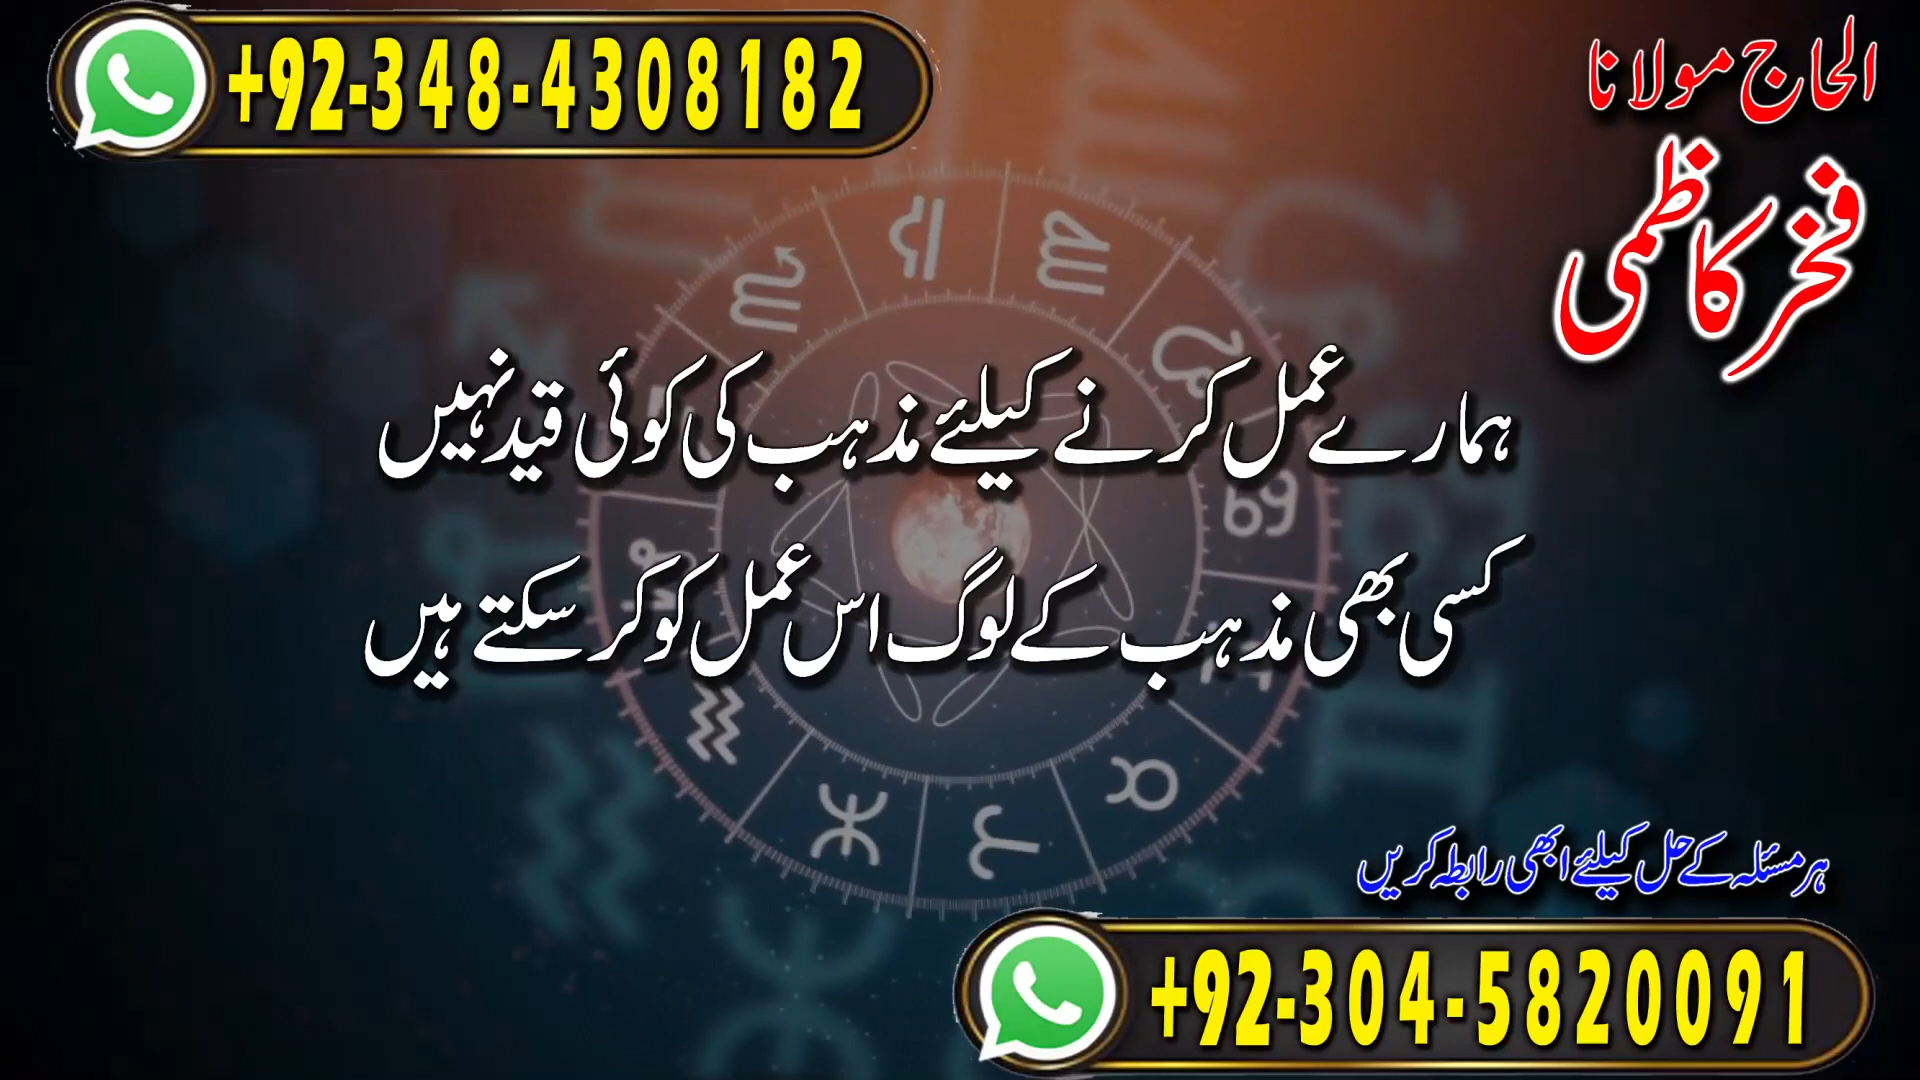 +92-348-4308182
الحاج مولانا
فخر کاظمی
ہمارے عمل کرنے کیلئے مذہب کی کوئی قید نہیں
کسی بھی مذہب کے لوگ اس عمل کو کر سکتے ہیں
ہر مسئلہ کے حل کیلئے ابھی رابطہ کریں
+92-304-5820091